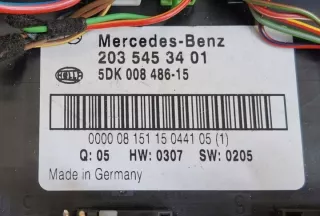 Mercedes-Benz
203 545 34 01
HELLA
5DK 008 486-15
0000 08 151 15 0441 05 (1)
Q: 05 HW: 0307 SW: 0205
Made in Germany